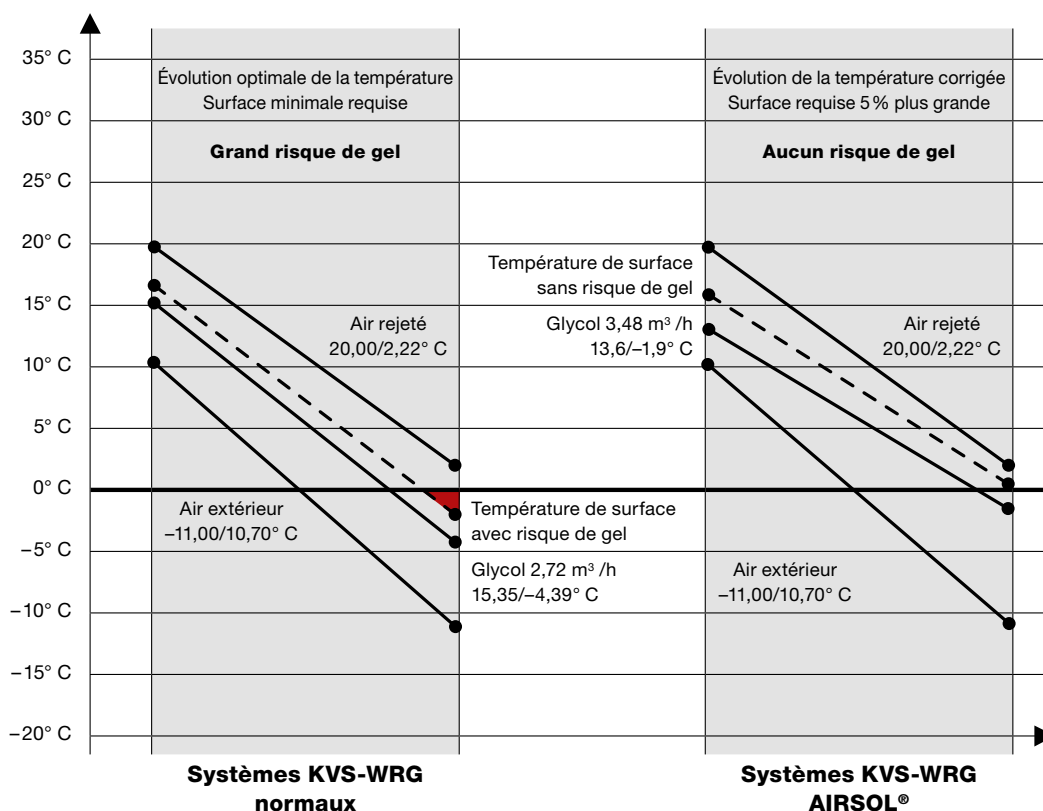 35° C
30° C
25° C
20° C
15° C
10° C
5° C
0° C
–5° C
–10° C
–15° C
–20° C
Évolution optimale de la température
Surface minimale requise
Grand risque de gel
Air rejeté
20,00/2,22° C
Air extérieur
–11,00/10,70° C
Température de surface
avec risque de gel
Glycol 2,72 m³ /h
15,35/–4,39° C
Systèmes KVS-WRG
normaux
Évolution de la température corrigée
Surface requise 5 % plus grande
Aucun risque de gel
Température de surface
sans risque de gel
Glycol 3,48 m³ /h
13,6/–1,9° C
Air rejeté
20,00/2,22° C
Air extérieur
–11,00/10,70° C
Systèmes KVS-WRG
AIRSOL®